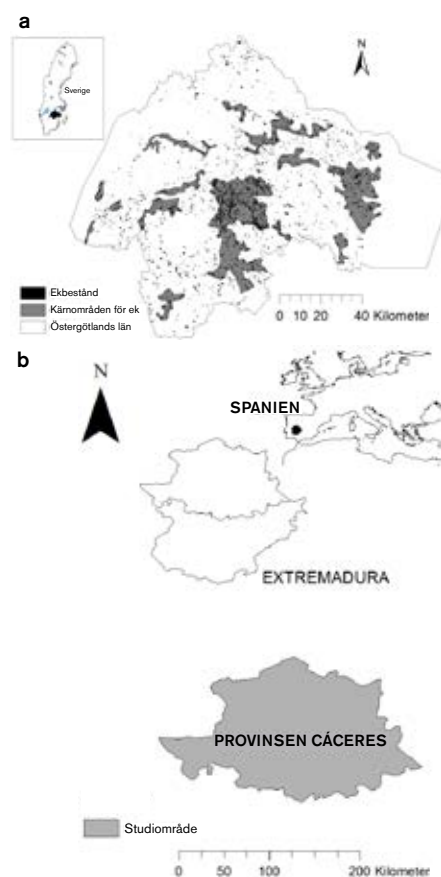 a
N
Sverige
Ekbestånd
Kärnområden för ek
Östergötlands län
0 10 20 40 Kilometer
b
N
SPANIEN
EXTREMADURA
PROVINSEN CÁCERES
Studiområde
0 50 100 200 Kilometer